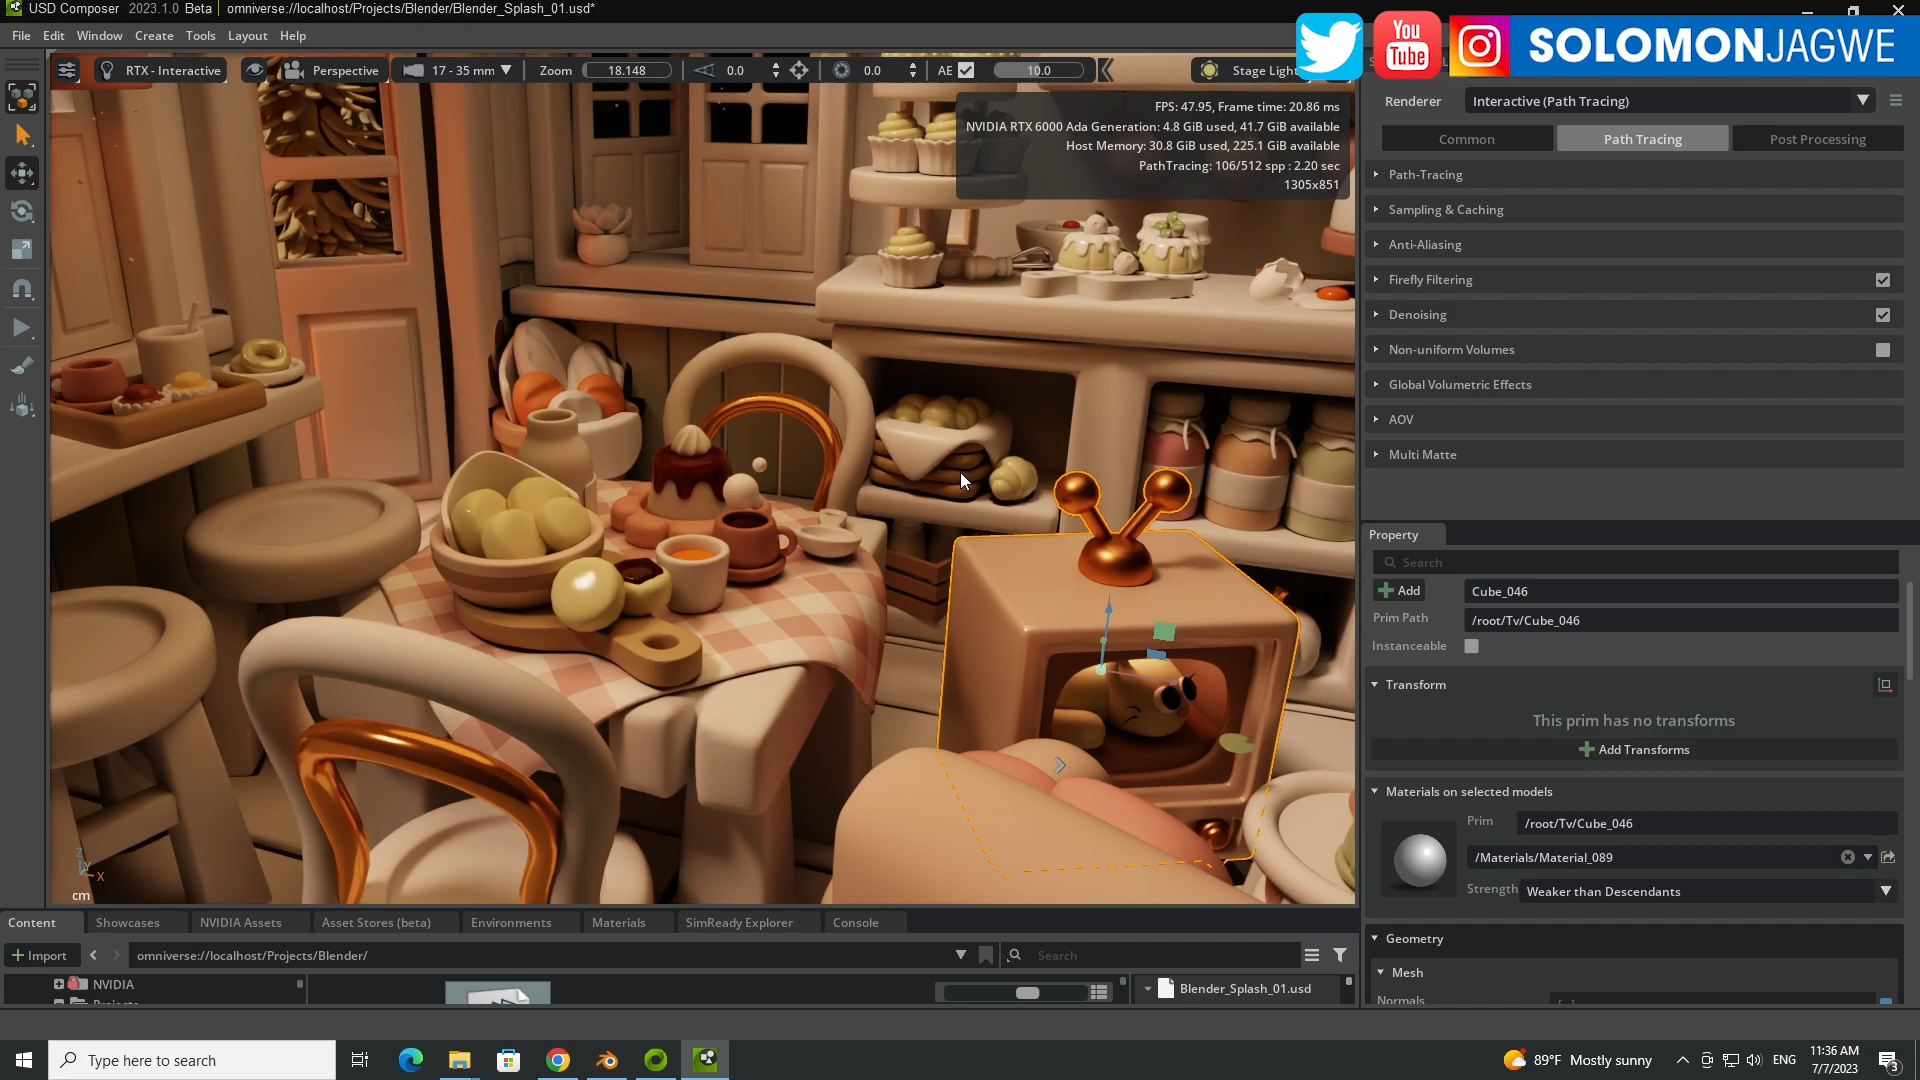 USD Composer 2023.1.0 Beta omniverse://localhost/Projects/Blender/Blender_Splash_01.usd*
File Edit Window Create Tools Layout Help
You
Tube
SOLOMONJAGWE
RTX - Interactive Perspective 17 - 35 mm Zoom 18.148 0.0 0.0 AE 10.0 Stage Light
FPS: 47.95, Frame time: 20.86 ms
NVIDIA RTX 6000 Ada Generation: 4.8 GiB used, 41.7 GiB available
Host Memory: 30.8 GiB used, 225.1 GiB available
PathTracing: 106/512 spp : 2.20 sec
1305x851
Renderer Interactive (Path Tracing)
Common Path Tracing Post Processing
Path-Tracing
Sampling & Caching
Anti-Aliasing
Firefly Filtering
Denoising
Non-uniform Volumes
Global Volumetric Effects
AOV
Multi Matte
Property
Search
Add Cube_046
Prim Path /root/Tv/Cube_046
Instanceable
Transform
This prim has no transforms
Add Transforms
Materials on selected models
Prim /root/Tv/Cube_046
/Materials/Material_089
Strength Weaker than Descendants
Geometry
Mesh
Normals
Z
Y
X
cm
Content Showcases NVIDIA Assets Asset Stores (beta) Environments Materials SimReady Explorer Console
Import omniverse://localhost/Projects/Blender/ Search
NVIDIA
Projects
Blender_Splash_01.usd
Type here to search
89°F Mostly sunny
ENG
11:36 AM
7/7/2023
3